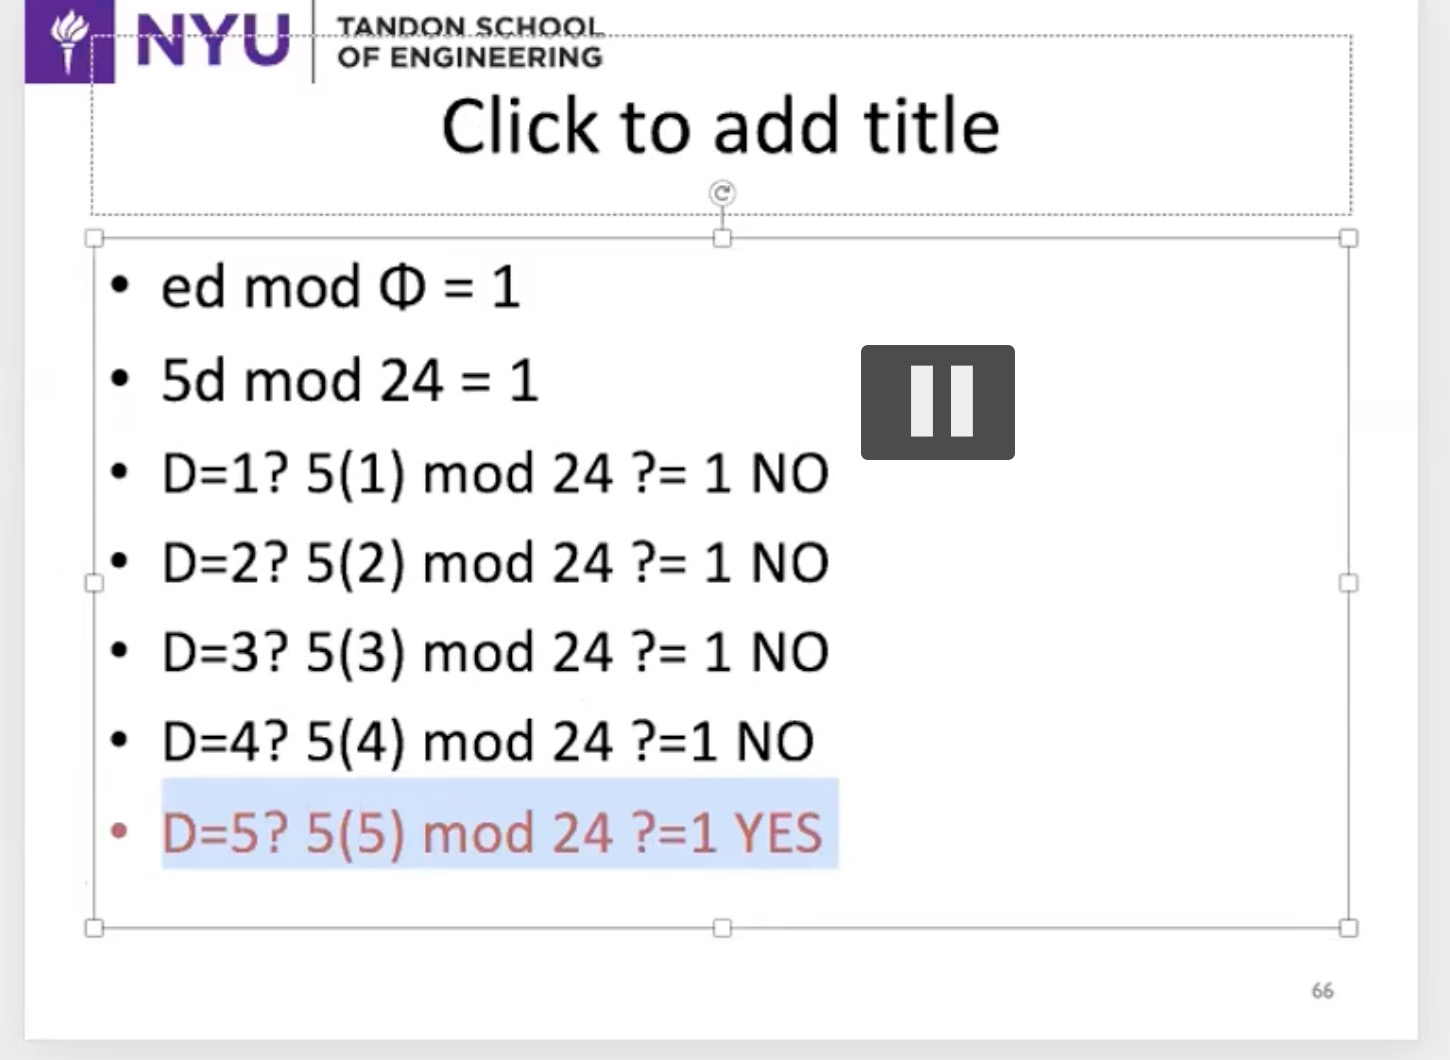 NYU
TANDON SCHOOL
OF ENGINEERING
Click to add title
• ed mod Φ = 1
• 5d mod 24 = 1
• D=1? 5(1) mod 24 ?= 1 NO
• D=2? 5(2) mod 24 ?= 1 NO
• D=3? 5(3) mod 24 ?= 1 NO
• D=4? 5(4) mod 24 ?=1 NO
• D=5? 5(5) mod 24 ?=1 YES
66